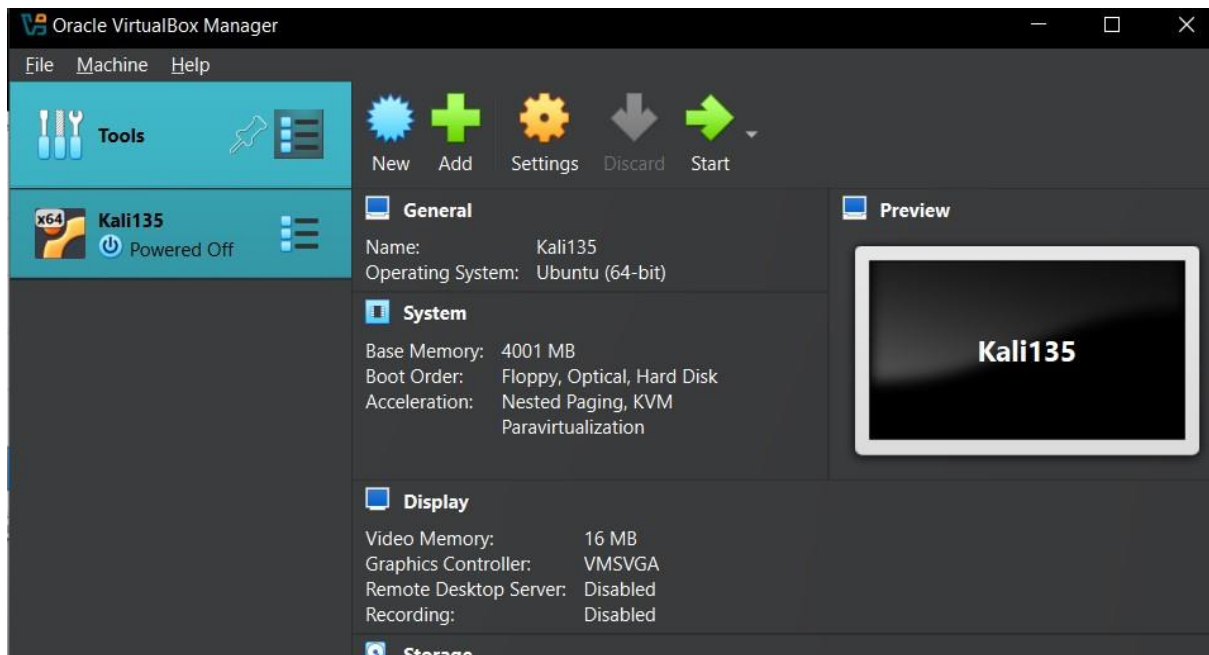 Oracle VirtualBox Manager
File Machine Help
Tools
New Add Settings Discard Start
x64
Kali135
Powered Off
General
Name: Kali135
Operating System: Ubuntu (64-bit)
System
Base Memory: 4001 MB
Boot Order: Floppy, Optical, Hard Disk
Acceleration: Nested Paging, KVM
Paravirtualization
Preview
Kali135
Display
Video Memory: 16 MB
Graphics Controller: VMSVGA
Remote Desktop Server: Disabled
Recording: Disabled
Storage